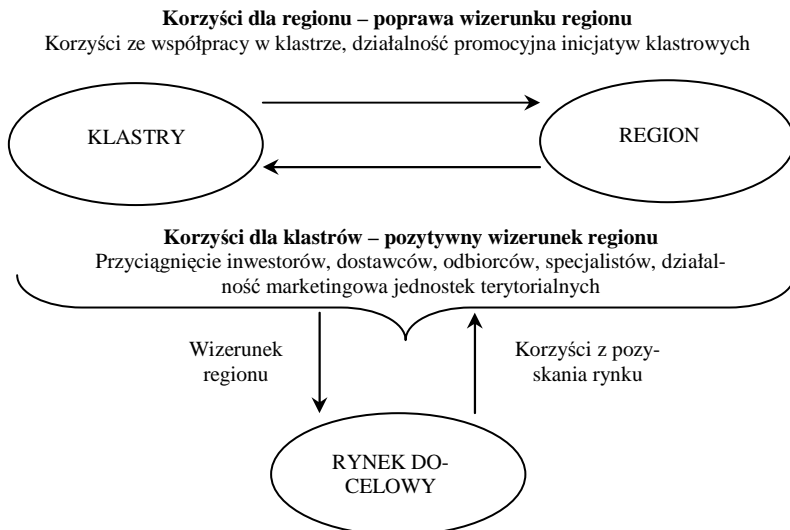 Korzyści dla regionu – poprawa wizerunku regionu
Korzyści ze współpracy w klastrze, działalność promocyjna inicjatyw klastrowych
KLASTRY
REGION
Korzyści dla klastrów – pozytywny wizerunek regionu
Przyciągnięcie inwestorów, dostawców, odbiorców, specjalistów, działal-
ność marketingowa jednostek terytorialnych
Wizerunek
regionu
Korzyści z pozy-
skania rynku
RYNEK DO-
CELOWY